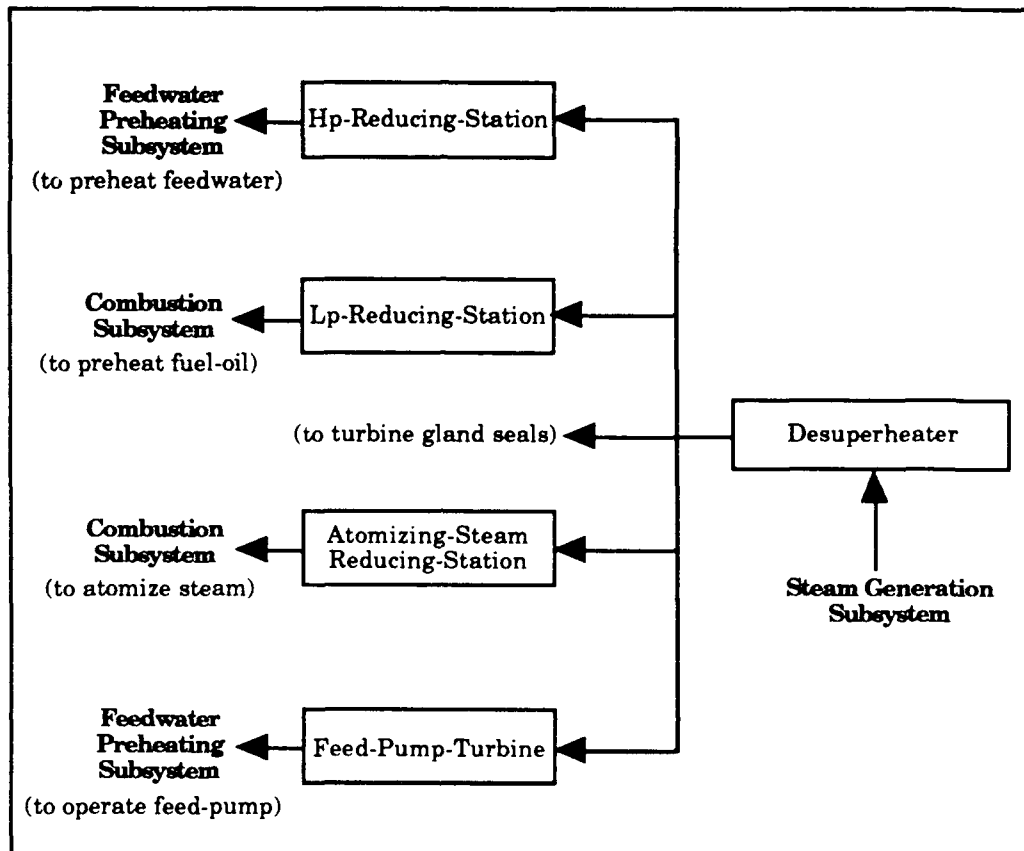 Feedwater
Preheating
Subsystem
(to preheat feedwater)
Hp-Reducing-Station
Combustion
Subsystem
(to preheat fuel-oil)
Lp-Reducing-Station
(to turbine gland seals)
Desuperheater
Combustion
Subsystem
(to atomize steam)
Atomizing-Steam
Reducing-Station
Steam Generation
Subsystem
Feedwater
Preheating
Subsystem
(to operate feed-pump)
Feed-Pump-Turbine